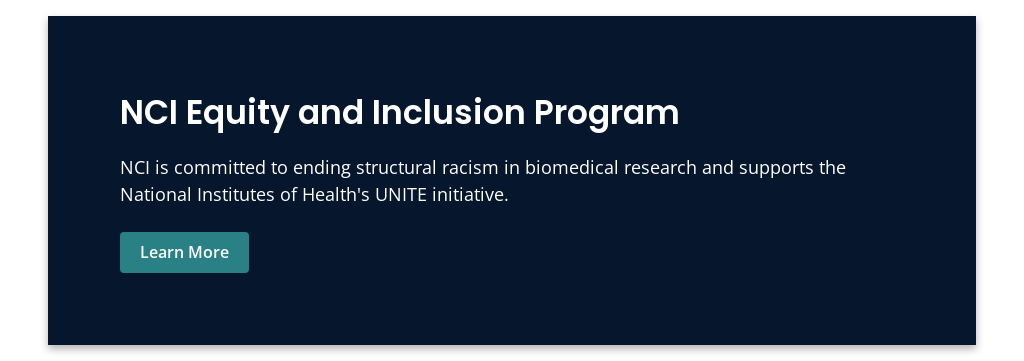 NCI Equity and Inclusion Program
NCI is committed to ending structural racism in biomedical research and supports the
National Institutes of Health's UNITE initiative.
Learn More